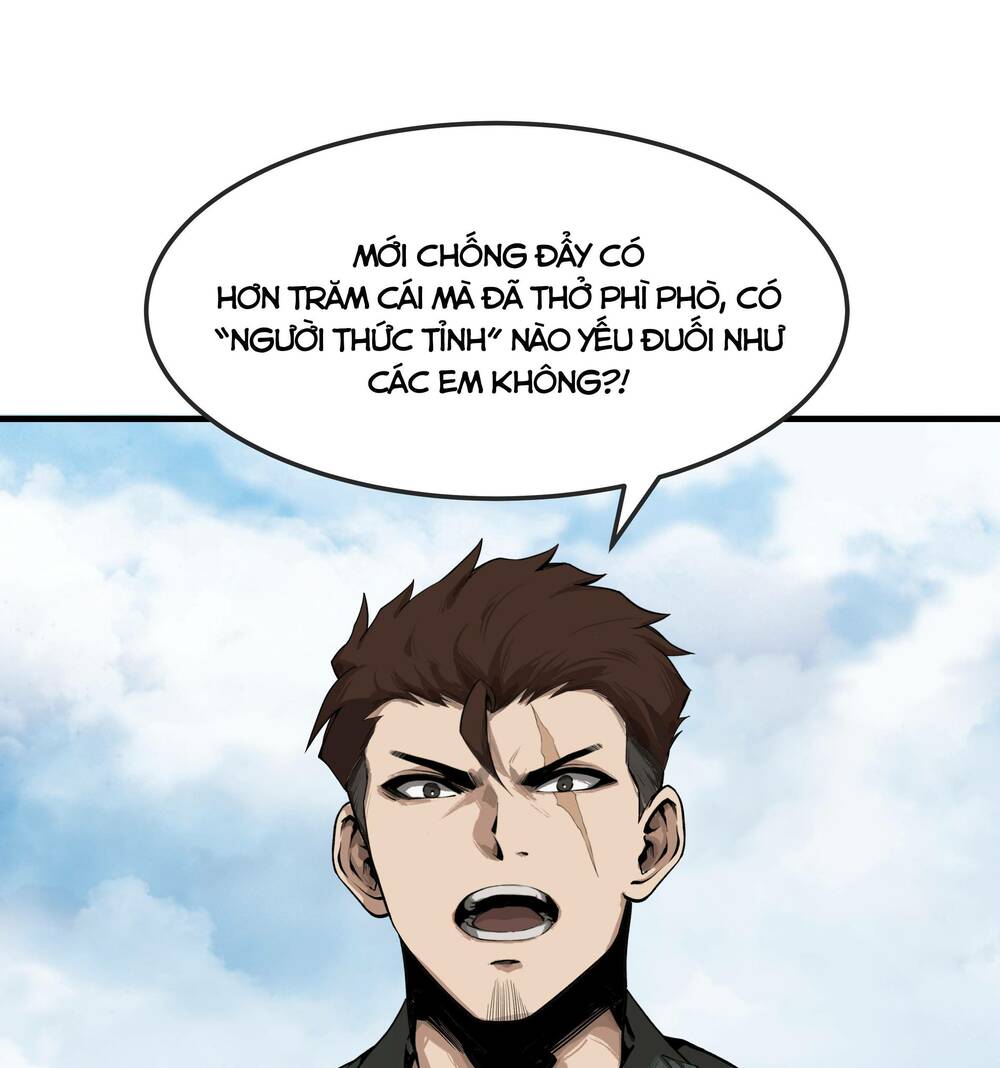 MỚI CHỐNG ĐẨY CÓ
HƠN TRĂM CÁI MÀ ĐÃ THỞ PHÌ PHÒ, CÓ
“NGƯỜI THỨC TỈNH” NÀO YẾU ĐUỐI NHƯ
CÁC EM KHÔNG?!